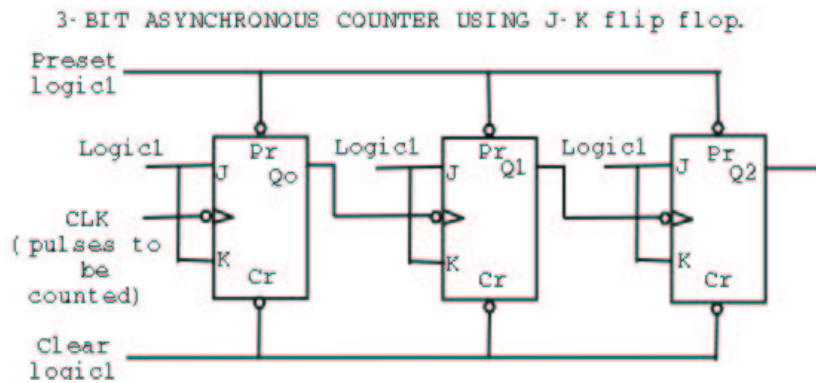 3-BIT ASYNCHRONOUS COUNTER USING J-K flip flop.
Preset
logic1
Logic1
Logic1
Logic1
J
Pr
Qo
J
Pr
Q1
J
Pr
Q2
CLK
(pulses to
be
counted)
K
Cr
K
Cr
K
Cr
Clear
logic1